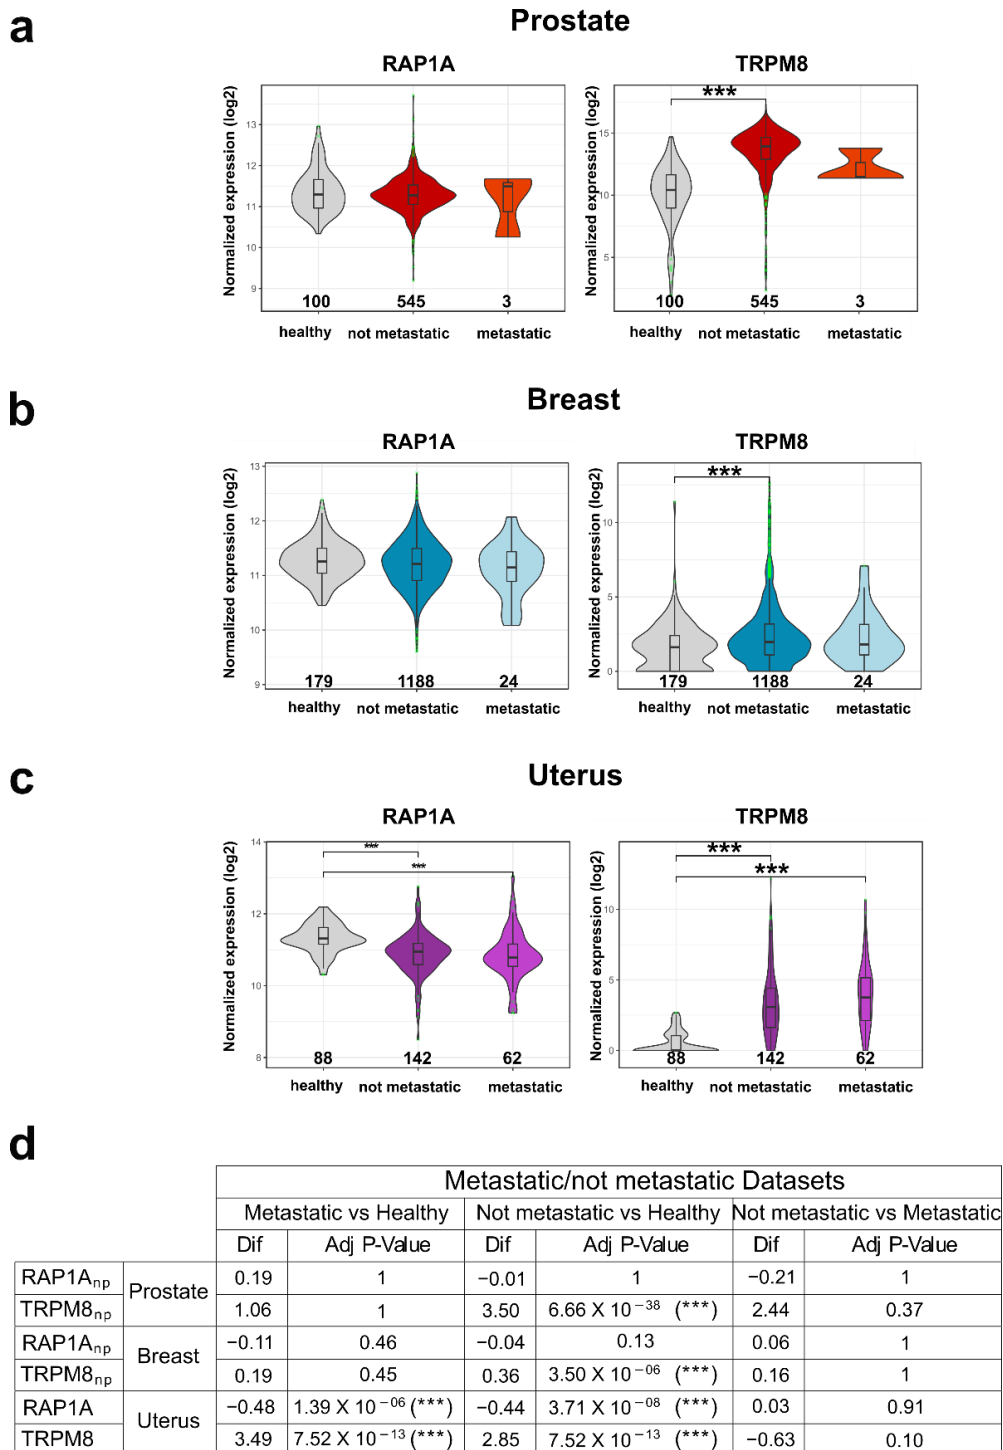 a
Prostate
RAP1A
TRPM8
Normalized expression (log2)
13
12
11
10
9
100
545
3
healthy
not metastatic
metastatic
***
Normalized expression (log2)
15
10
5
100
545
3
healthy
not metastatic
metastatic
b
Breast
RAP1A
TRPM8
Normalized expression (log2)
13
12
11
10
9
179
1188
24
healthy
not metastatic
metastatic
***
Normalized expression (log2)
10
5
0
179
1188
24
healthy
not metastatic
metastatic
c
Uterus
RAP1A
TRPM8
Normalized expression (log2)
14
12
10
8
***
***
88
142
62
healthy
not metastatic
metastatic
***
***
Normalized expression (log2)
10
5
0
88
142
62
healthy
not metastatic
metastatic
d
Metastatic/not metastatic Datasets
Metastatic vs Healthy Not metastatic vs Healthy Not metastatic vs Metastatic
Dif Adj P-Value Dif Adj P-Value Dif Adj P-Value
RAP1Anp Prostate 0.19 1 −0.01 1 −0.21 1
TRPM8np 1.06 1 3.50 6.66 X 10−38 (***) 2.44 0.37
RAP1Anp Breast −0.11 0.46 −0.04 0.13 0.06 1
TRPM8np 0.19 0.45 0.36 3.50 X 10−06 (***) 0.16 1
RAP1A Uterus −0.48 1.39 X 10−06 (***) −0.44 3.71 X 10−08 (***) 0.03 0.91
TRPM8 3.49 7.52 X 10−13 (***) 2.85 7.52 X 10−13 (***) −0.63 0.10